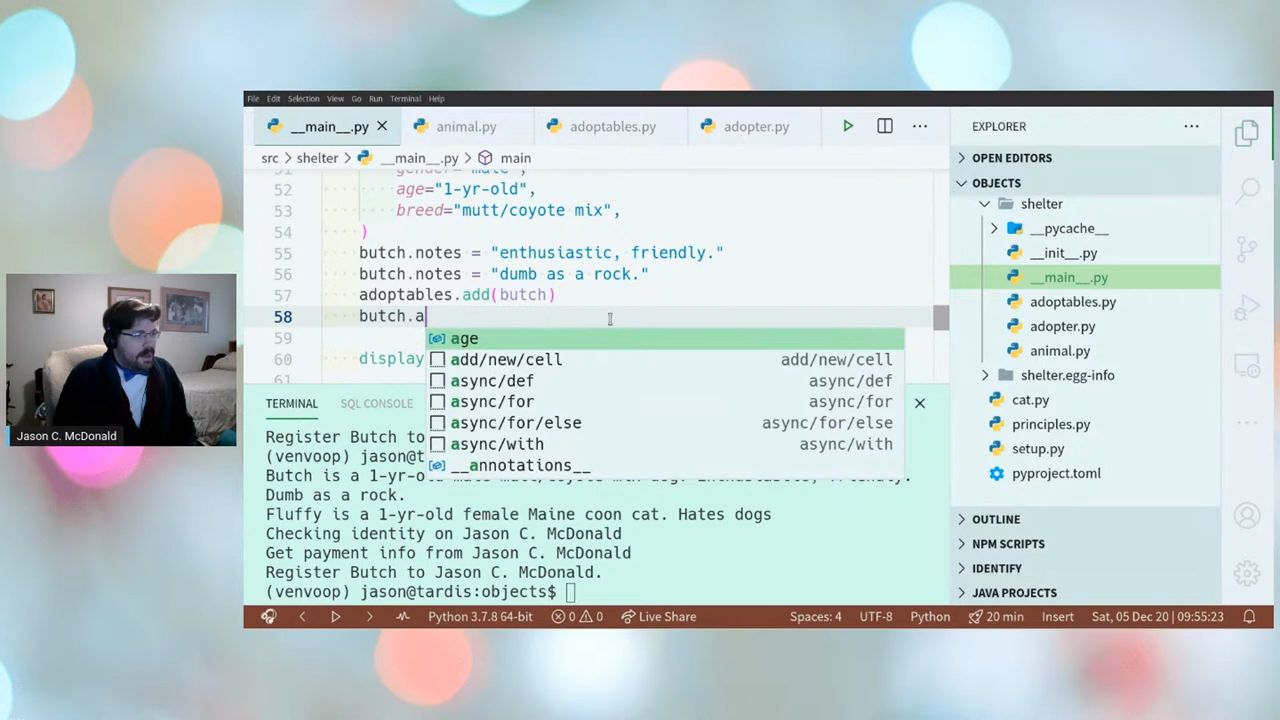 File Edit Selection View Go Run Terminal Help
__main__.py
animal.py
adoptables.py
adopter.py
src > shelter > __main__.py > main
52 age="1-yr-old",
53 breed="mutt/coyote mix",
54 )
55 butch.notes = "enthusiastic, friendly."
56 butch.notes = "dumb as a rock."
57 adoptables.add(butch)
58 butch.a
59
60 display
61
age
add/new/cell add/new/cell
async/def async/def
async/for async/for
async/for/else async/for/else
async/with async/with
__annotations__
TERMINAL SQL CONSOLE
Register Butch to
(venvoop) jason@t
Butch is a 1-yr-o
Dumb as a rock.
Fluffy is a 1-yr-old female Maine coon cat. Hates dogs
Checking identity on Jason C. McDonald
Get payment info from Jason C. McDonald
Register Butch to Jason C. McDonald.
(venvoop) jason@tardis:objects$
EXPLORER
OPEN EDITORS
OBJECTS
shelter
__pycache__
__init__.py
__main__.py
adoptables.py
adopter.py
animal.py
shelter.egg-info
cat.py
principles.py
setup.py
pyproject.toml
OUTLINE
NPM SCRIPTS
IDENTIFY
JAVA PROJECTS
Python 3.7.8 64-bit 0 0 Live Share Spaces: 4 UTF-8 Python 20 min Insert Sat, 05 Dec 20, 09:55:23
Jason C. McDonald